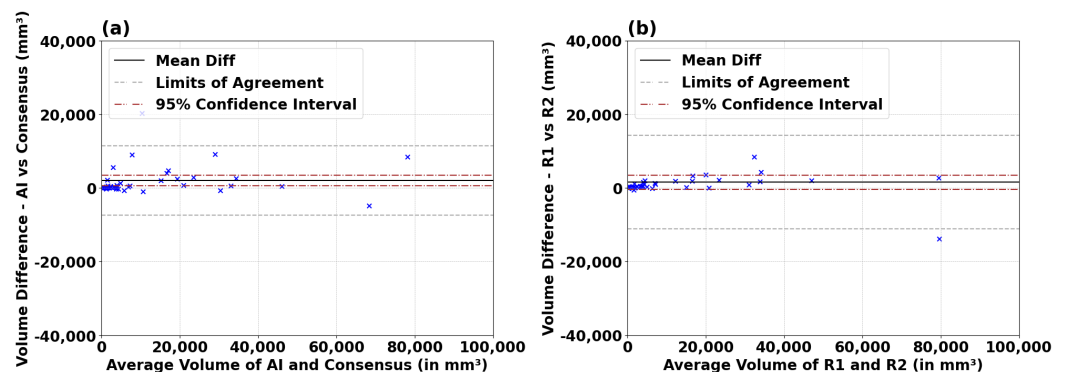 (a)
Volume Difference - AI vs Consensus (mm³)
40,000
20,000
0
-20,000
-40,000
Mean Diff
Limits of Agreement
95% Confidence Interval
0
20,000
40,000
60,000
80,000
100,000
Average Volume of AI and Consensus (in mm³)
(b)
Volume Difference - R1 vs R2 (mm³)
40,000
20,000
0
-20,000
-40,000
Mean Diff
Limits of Agreement
95% Confidence Interval
0
20,000
40,000
60,000
80,000
100,000
Average Volume of R1 and R2 (in mm³)